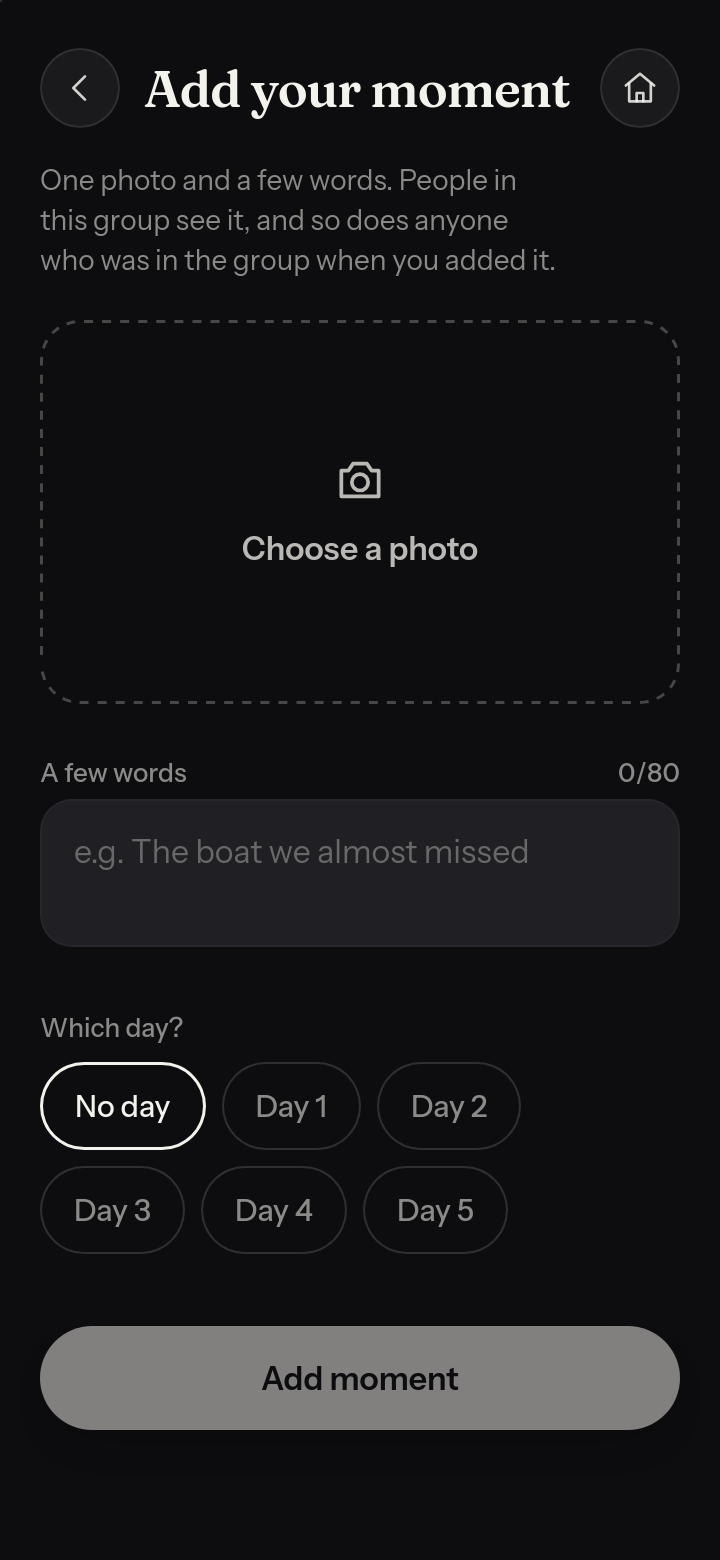 Add your moment
One photo and a few words. People in
this group see it, and so does anyone
who was in the group when you added it.
Choose a photo
A few words 0/80
e.g. The boat we almost missed
Which day?
No day Day 1 Day 2
Day 3 Day 4 Day 5
Add moment